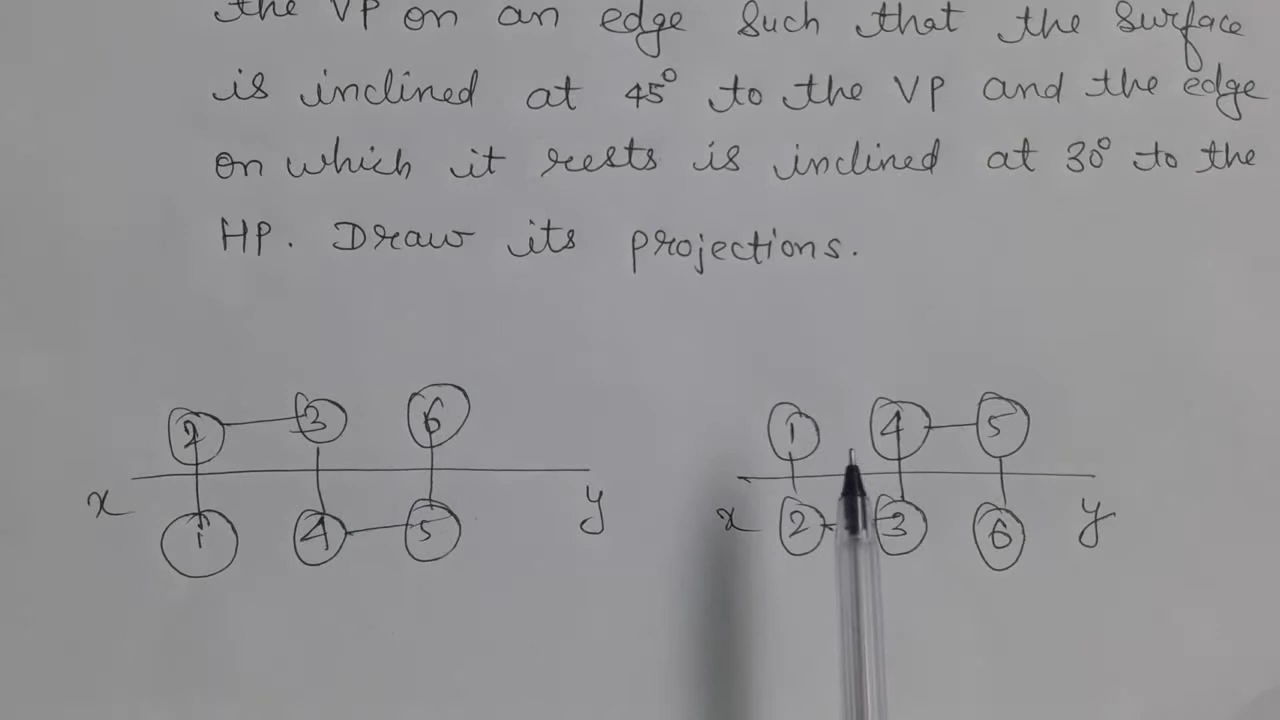 the VP on an edge such that the surface
is inclined at 45° to the VP and the edge
on which it rests is inclined at 30° to the
HP. Draw its projections.
2 3 6
x y
1 4 5
1 4 5
x 2 3 6 y